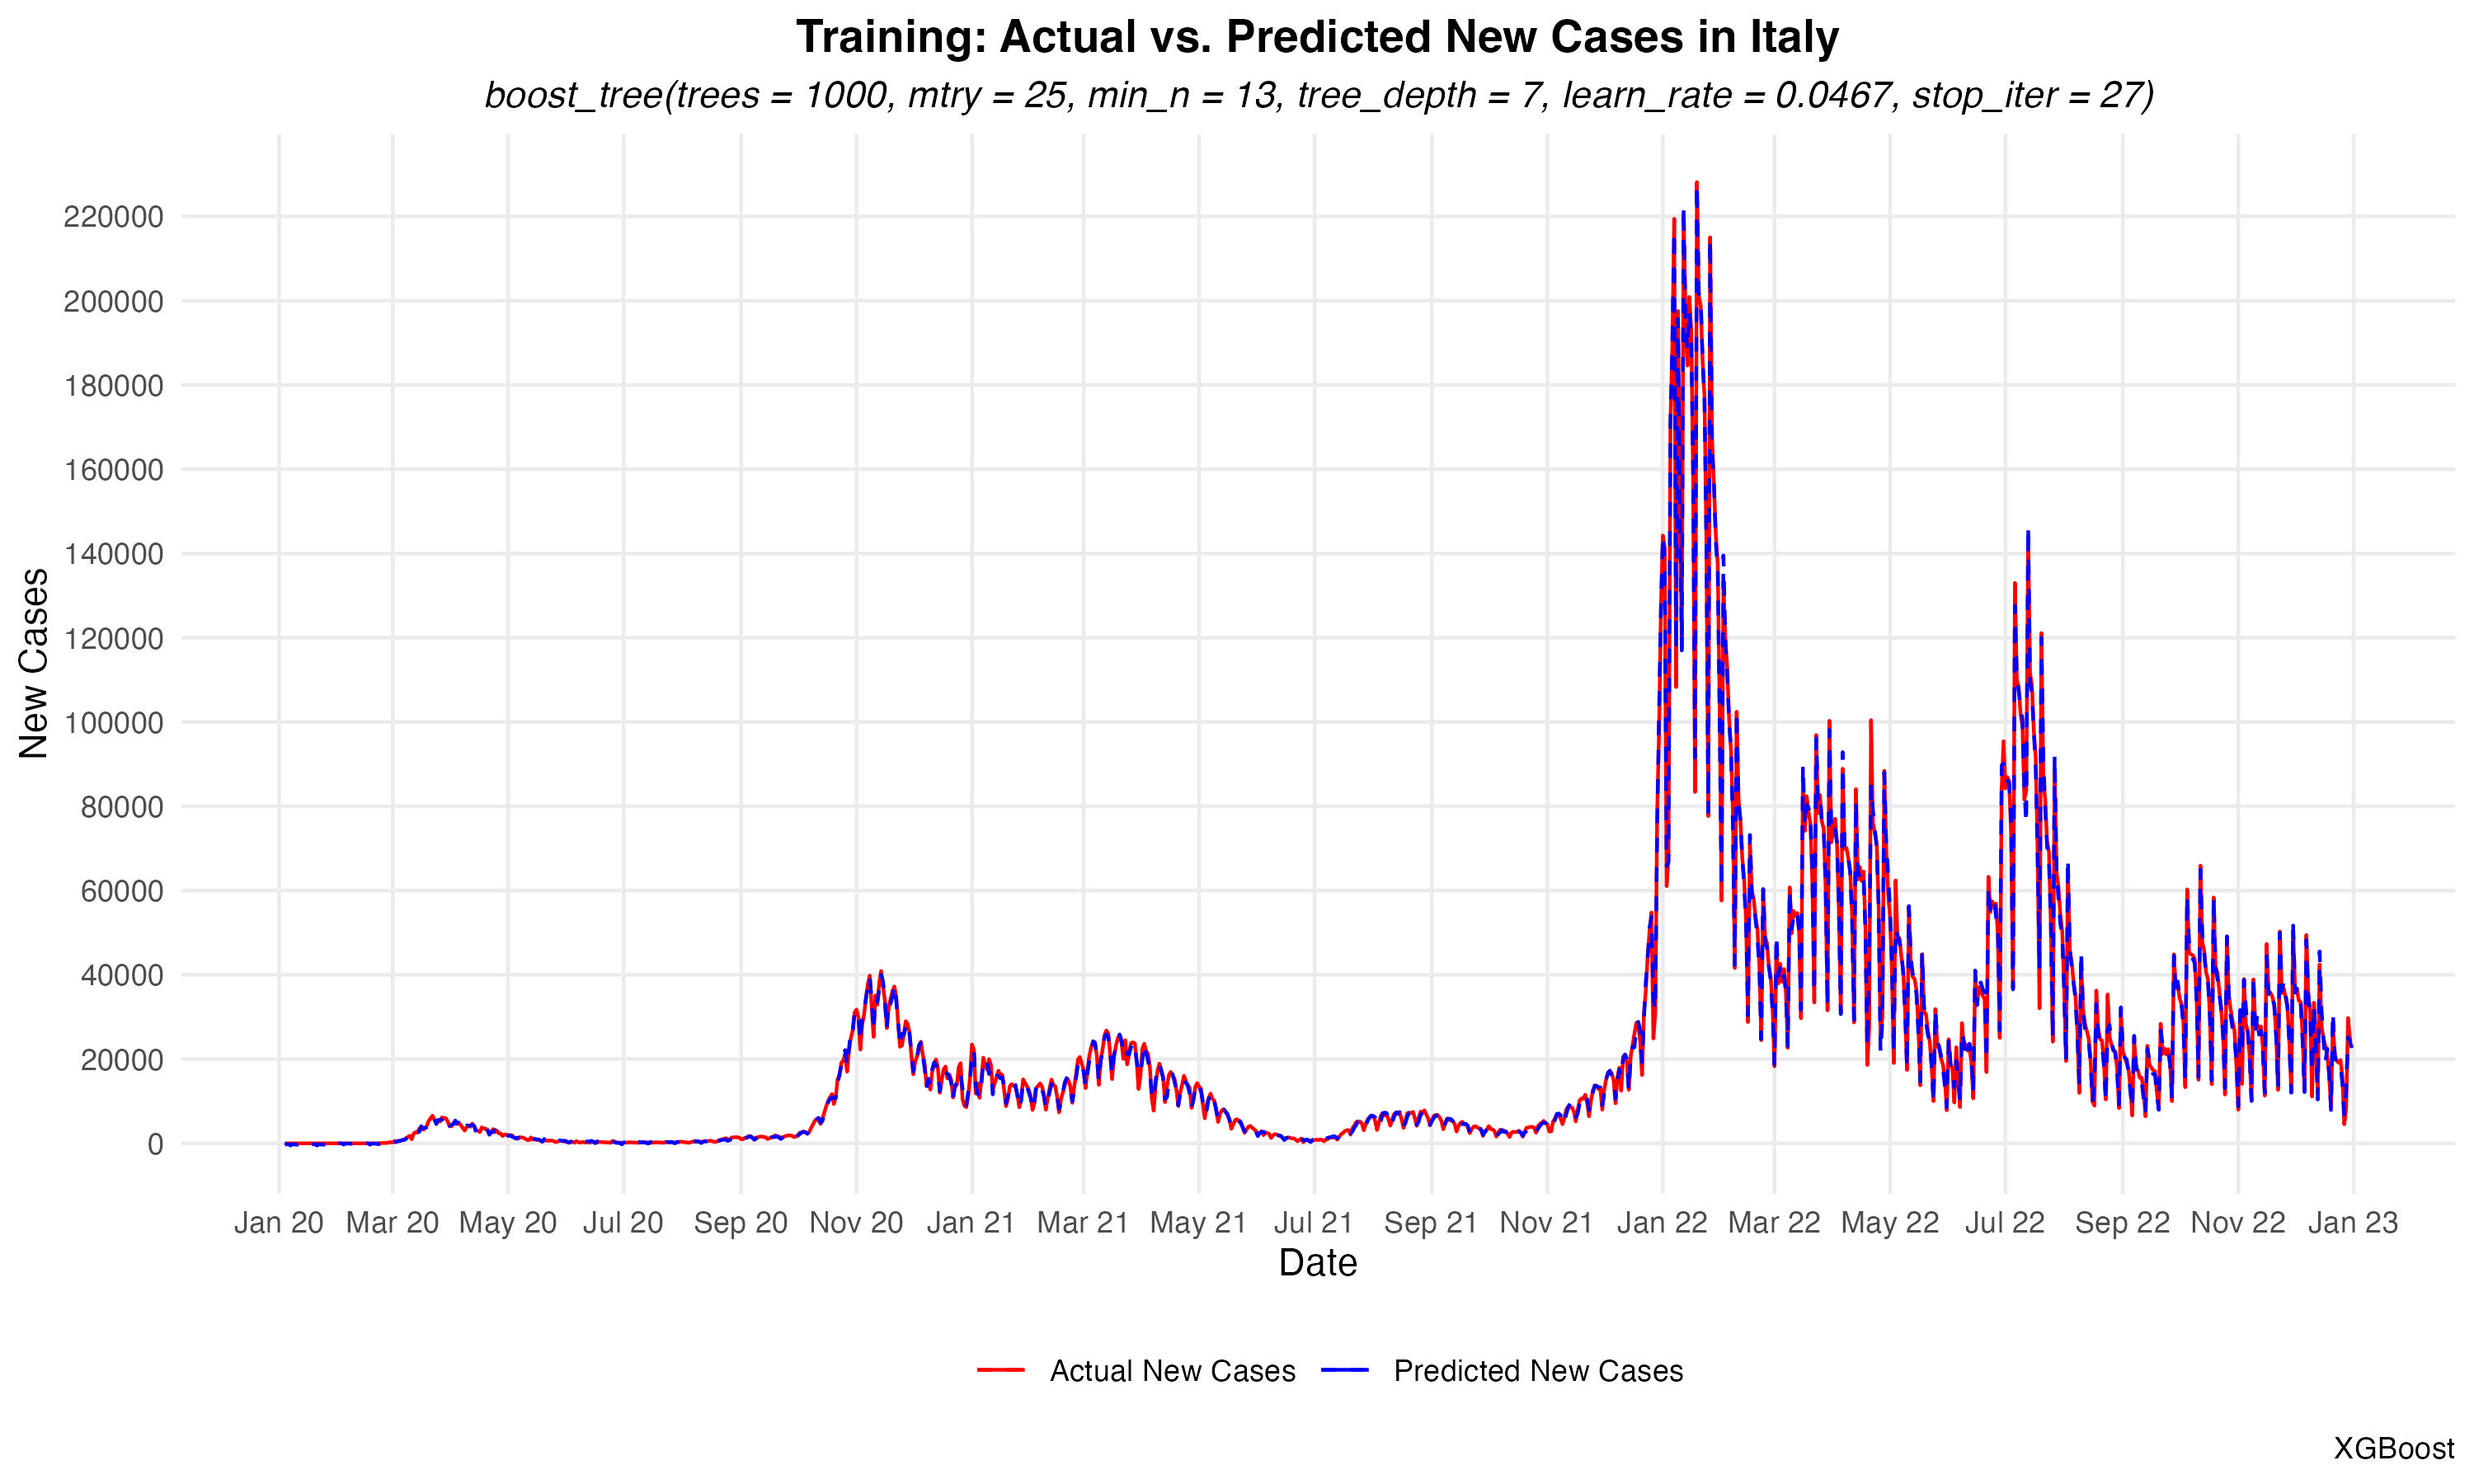 Training: Actual vs. Predicted New Cases in Italy
boost_tree(trees = 1000, mtry = 25, min_n = 13, tree_depth = 7, learn_rate = 0.0467, stop_iter = 27)
220000
200000
180000
160000
140000
120000
100000
80000
60000
40000
20000
0
New Cases
Jan 20 Mar 20 May 20 Jul 20 Sep 20 Nov 20 Jan 21 Mar 21 May 21 Jul 21 Sep 21 Nov 21 Jan 22 Mar 22 May 22 Jul 22 Sep 22 Nov 22 Jan 23
Date
Actual New Cases Predicted New Cases
XGBoost